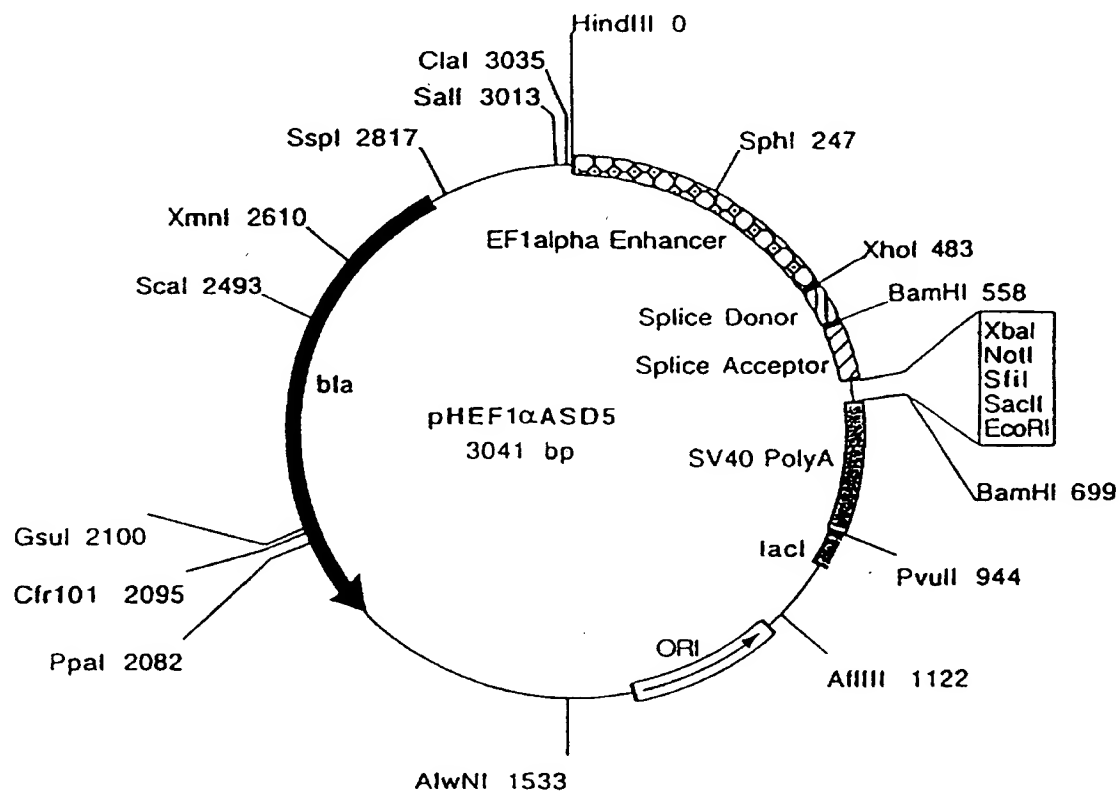 HindIII 0
ClaI 3035
SalI 3013
SspI 2817
SphI 247
XmnI 2610
EF1alpha Enhancer
XhoI 483
ScaI 2493
BamHI 558
Splice Donor
XbaI
NotI
SfiI
SacII
EcoRI
Splice Acceptor
bla
pHEF1αASD5
3041 bp
SV40 PolyA
BamHI 699
GsuI 2100
lacI
PvuII 944
Cfr101 2095
PpaI 2082
ORI
AflIII 1122
AlwNI 1533